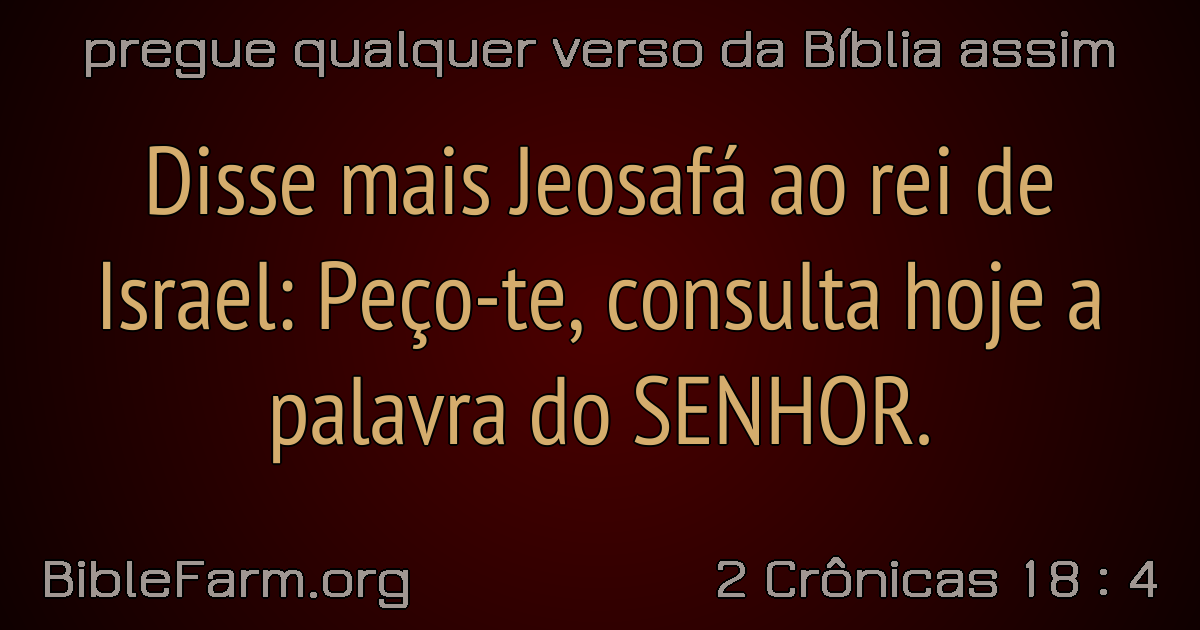 pregue qualquer verso da Bíblia assim
Disse mais Jeosafá ao rei de
Israel: Peço-te, consulta hoje a
palavra do SENHOR.
BibleFarm.org
2 Crônicas 18 : 4